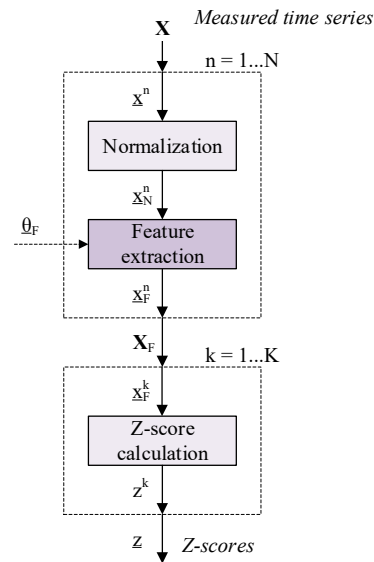 Measured time series
X
n = 1...N
x^n
Normalization
x_N^n
θ_F
Feature
extraction
x_F^n
X_F
k = 1...K
x_F^k
Z-score
calculation
z^k
z Z-scores